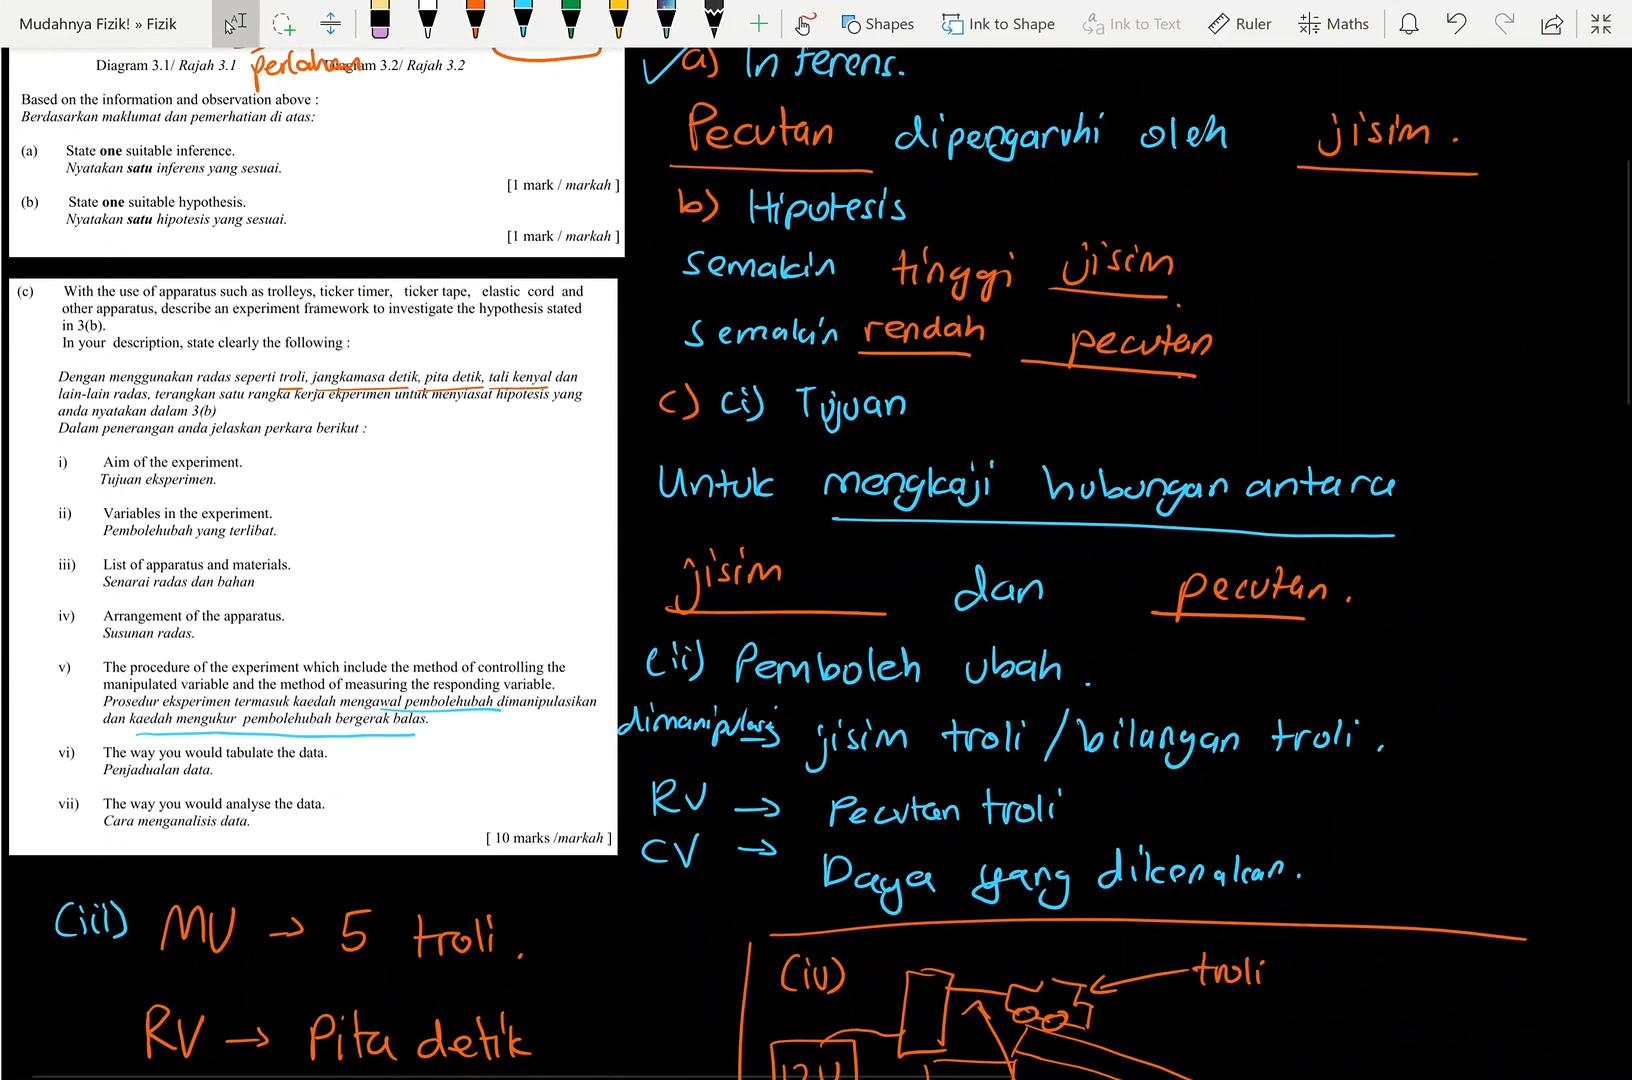 Mudahnya Fizik! » Fizik
Shapes
Ink to Shape
Ink to Text
Ruler
Maths
Diagram 3.1/ Rajah 3.1
perlahan
Diagram 3.2/ Rajah 3.2
Based on the information and observation above :
Berdasarkan maklumat dan pemerhatian di atas:
(a) State one suitable inference.
Nyatakan satu inferens yang sesuai.
[1 mark / markah ]
(b) State one suitable hypothesis.
Nyatakan satu hipotesis yang sesuai.
[1 mark / markah ]
(c) With the use of apparatus such as trolleys, ticker timer, ticker tape, elastic cord and
other apparatus, describe an experiment framework to investigate the hypothesis stated
in 3(b).
In your description, state clearly the following :
Dengan menggunakan radas seperti troli, jangkamasa detik, pita detik, tali kenyal dan
lain-lain radas, terangkan satu rangka kerja ekperimen untuk menyiasat hipotesis yang
anda nyatakan dalam 3(b)
Dalam penerangan anda jelaskan perkara berikut :
i) Aim of the experiment.
Tujuan eksperimen.
ii) Variables in the experiment.
Pembolehubah yang terlibat.
iii) List of apparatus and materials.
Senarai radas dan bahan
iv) Arrangement of the apparatus.
Susunan radas.
v) The procedure of the experiment which include the method of controlling the
manipulated variable and the method of measuring the responding variable.
Prosedur eksperimen termasuk kaedah mengawal pembolehubah dimanipulasikan
dan kaedah mengukur pembolehubah bergerak balas.
vi) The way you would tabulate the data.
Penjadualan data.
vii) The way you would analyse the data.
Cara menganalisis data.
[ 10 marks /markah ]
(iii) MV → 5 troli.
RV → Pita detik
a) Inferens.
Pecutan dipengaruhi oleh jisim.
b) Hipotesis
semakin tinggi jisim
semakin rendah pecutan
c) (i) Tujuan
Untuk mengkaji hubungan antara
jisim dan pecutan.
(ii) Pemboleh ubah.
dimanipulasi jisim troli / bilangan troli.
RV → Pecutan troli
CV → Daya yang dikenakan.
(iv)
troli
12V